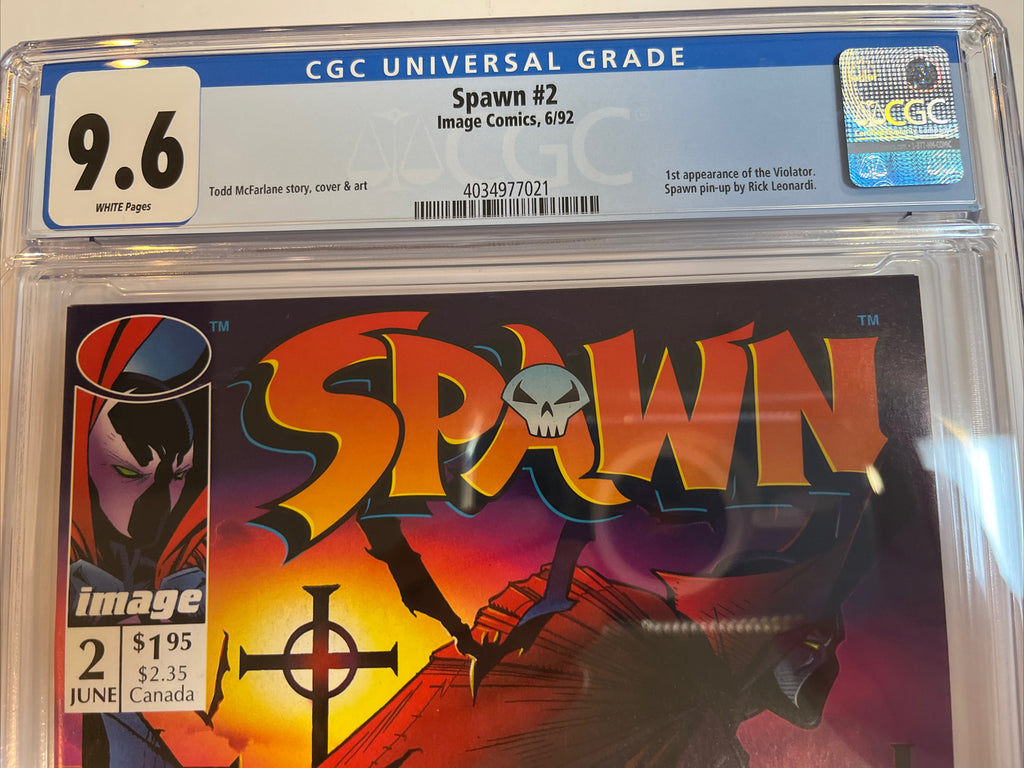 CGC UNIVERSAL GRADE
9.6
WHITE Pages
Spawn #2
Image Comics, 6/92
Todd McFarlane story, cover & art
4034977021
1st appearance of the Violator.
Spawn pin-up by Rick Leonardi.
CGC
CGC
TM
SPAWN
TM
image
2
JUNE
$1.95
$2.35
Canada